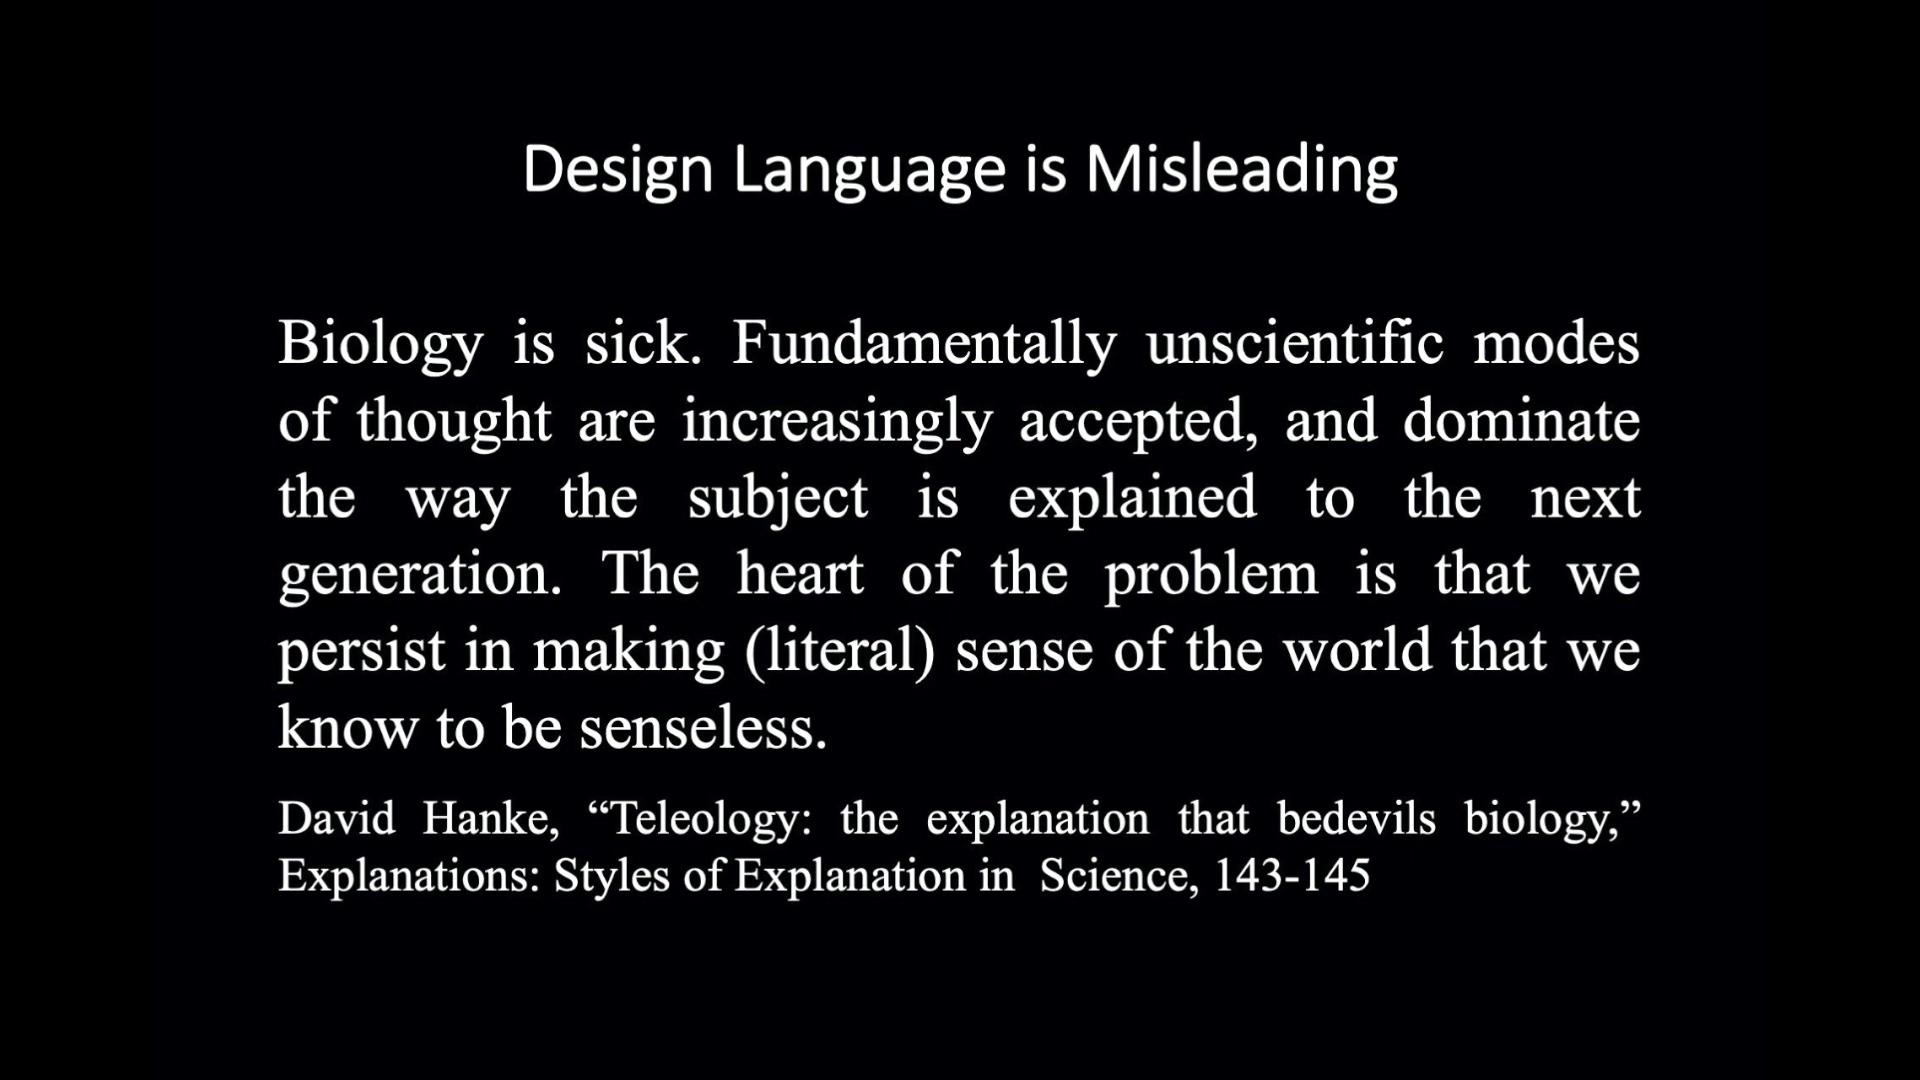 Design Language is Misleading
Biology is sick. Fundamentally unscientific modes
of thought are increasingly accepted, and dominate
the way the subject is explained to the next
generation. The heart of the problem is that we
persist in making (literal) sense of the world that we
know to be senseless.
David Hanke, “Teleology: the explanation that bedevils biology,”
Explanations: Styles of Explanation in Science, 143-145